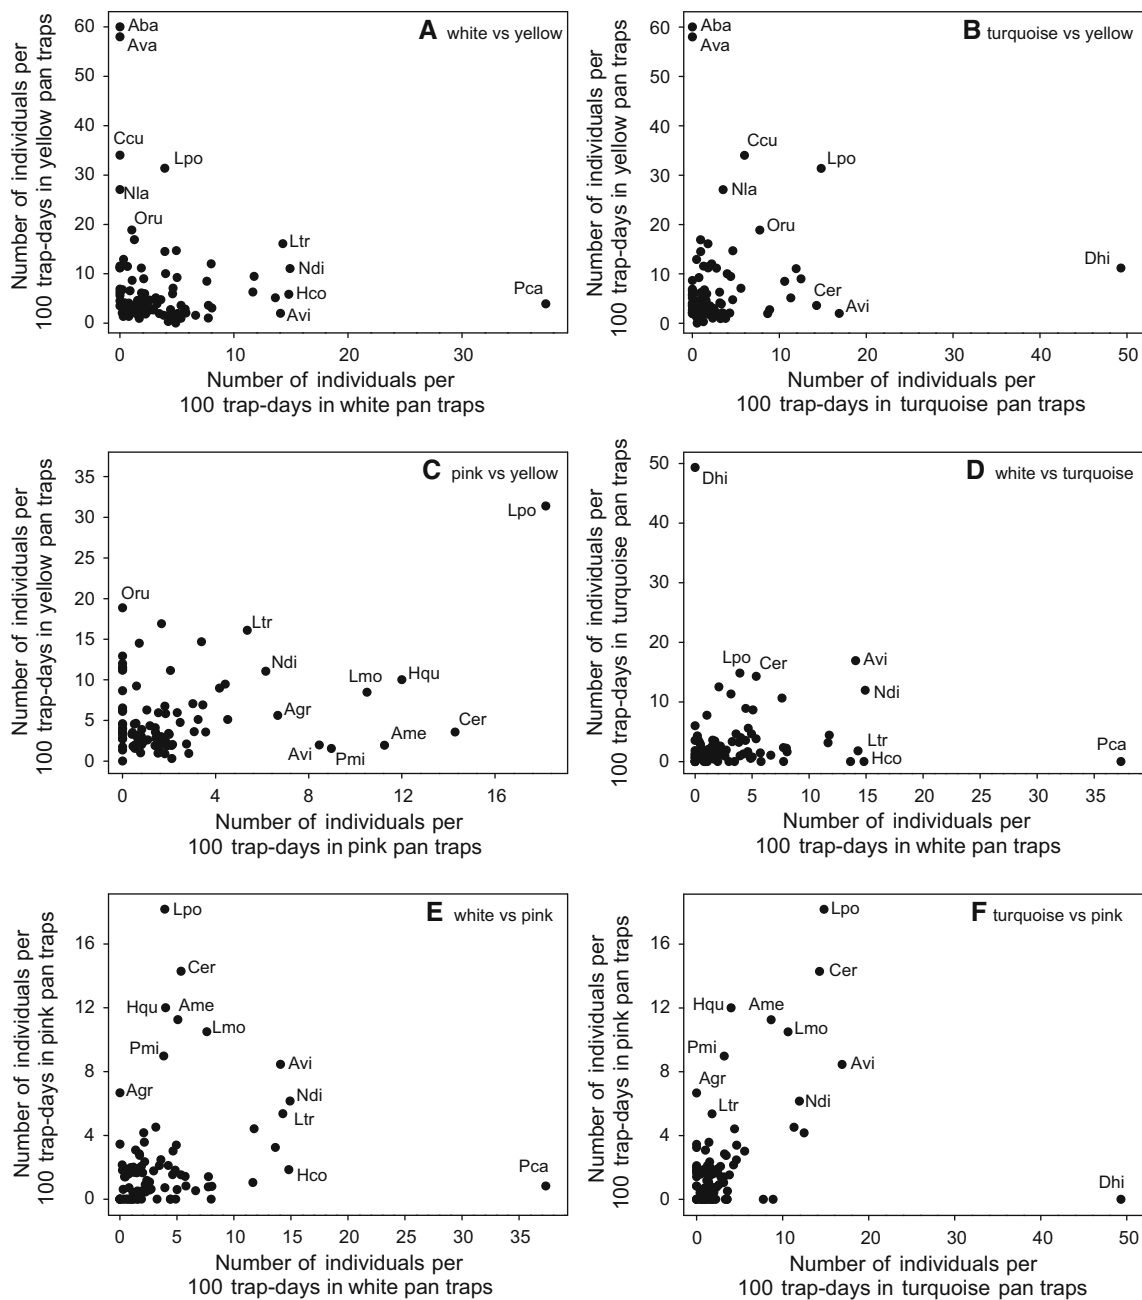 A white vs yellow
Number of individuals per
100 trap-days in yellow pan traps
60
50
40
30
20
10
0
Aba
Ava
Ccu
Lpo
Nla
Oru
Ltr
Ndi
Hco
Pca
Avi
0 10 20 30
Number of individuals per
100 trap-days in white pan traps
B turquoise vs yellow
Number of individuals per
100 trap-days in yellow pan traps
60
50
40
30
20
10
0
Aba
Ava
Ccu
Lpo
Nla
Oru
Dhi
Cer
Avi
0 10 20 30 40 50
Number of individuals per
100 trap-days in turquoise pan traps
C pink vs yellow
Number of individuals per
100 trap-days in yellow pan traps
35
30
25
20
15
10
5
0
Lpo
Oru
Ltr
Ndi
Lmo
Hqu
Agr
Cer
Ame
Avi
Pmi
0 4 8 12 16
Number of individuals per
100 trap-days in pink pan traps
D white vs turquoise
Number of individuals per
100 trap-days in turquoise pan traps
50
40
50
20
10
0
Dhi
Lpo
Cer
Avi
Ndi
Ltr
Hco
Pca
0 5 10 15 20 25 30 35
Number of individuals per
100 trap-days in white pan traps
E white vs pink
Number of individuals per
100 trap-days in pink pan traps
16
12
8
4
0
Lpo
Cer
Hqu
Ame
Lmo
Pmi
Avi
Agr
Ndi
Ltr
Hco
Pca
0 5 10 15 20 25 30 35
Number of individuals per
100 trap-days in white pan traps
F turquoise vs pink
Number of individuals per
100 trap-days in pink pan traps
16
12
8
4
0
Lpo
Cer
Hqu
Ame
Lmo
Pmi
Avi
Agr
Ltr
Ndi
Dhi
0 10 20 30 40 50
Number of individuals per
100 trap-days in turquoise pan traps